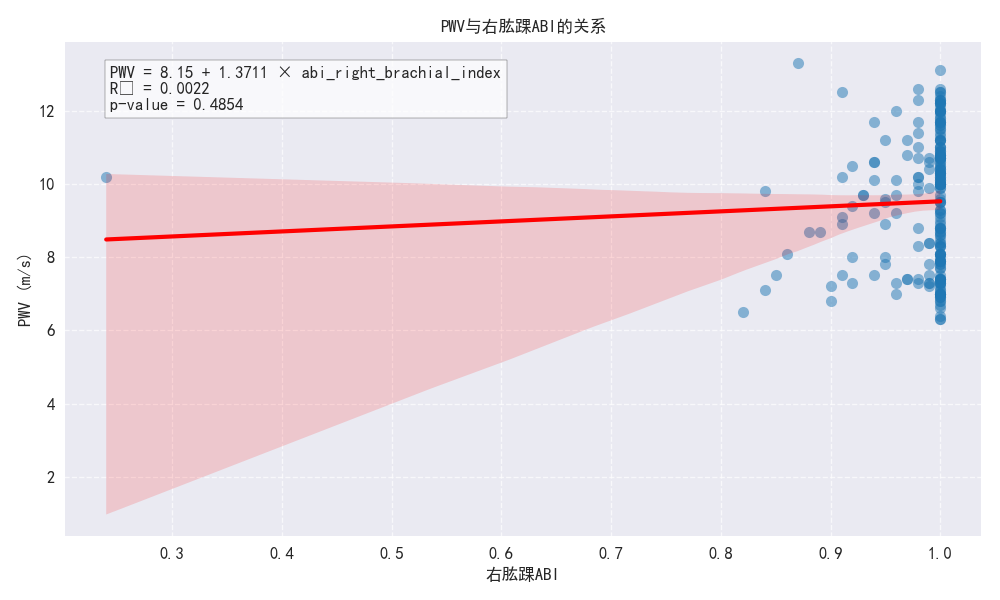 PWV与右肱踝ABI的关系
PWV = 8.15 + 1.3711 × abi_right_brachial_index
R□ = 0.0022
p-value = 0.4854
12
10
8
6
4
2
PWV (m/s)
0.3 0.4 0.5 0.6 0.7 0.8 0.9 1.0
右肱踝ABI